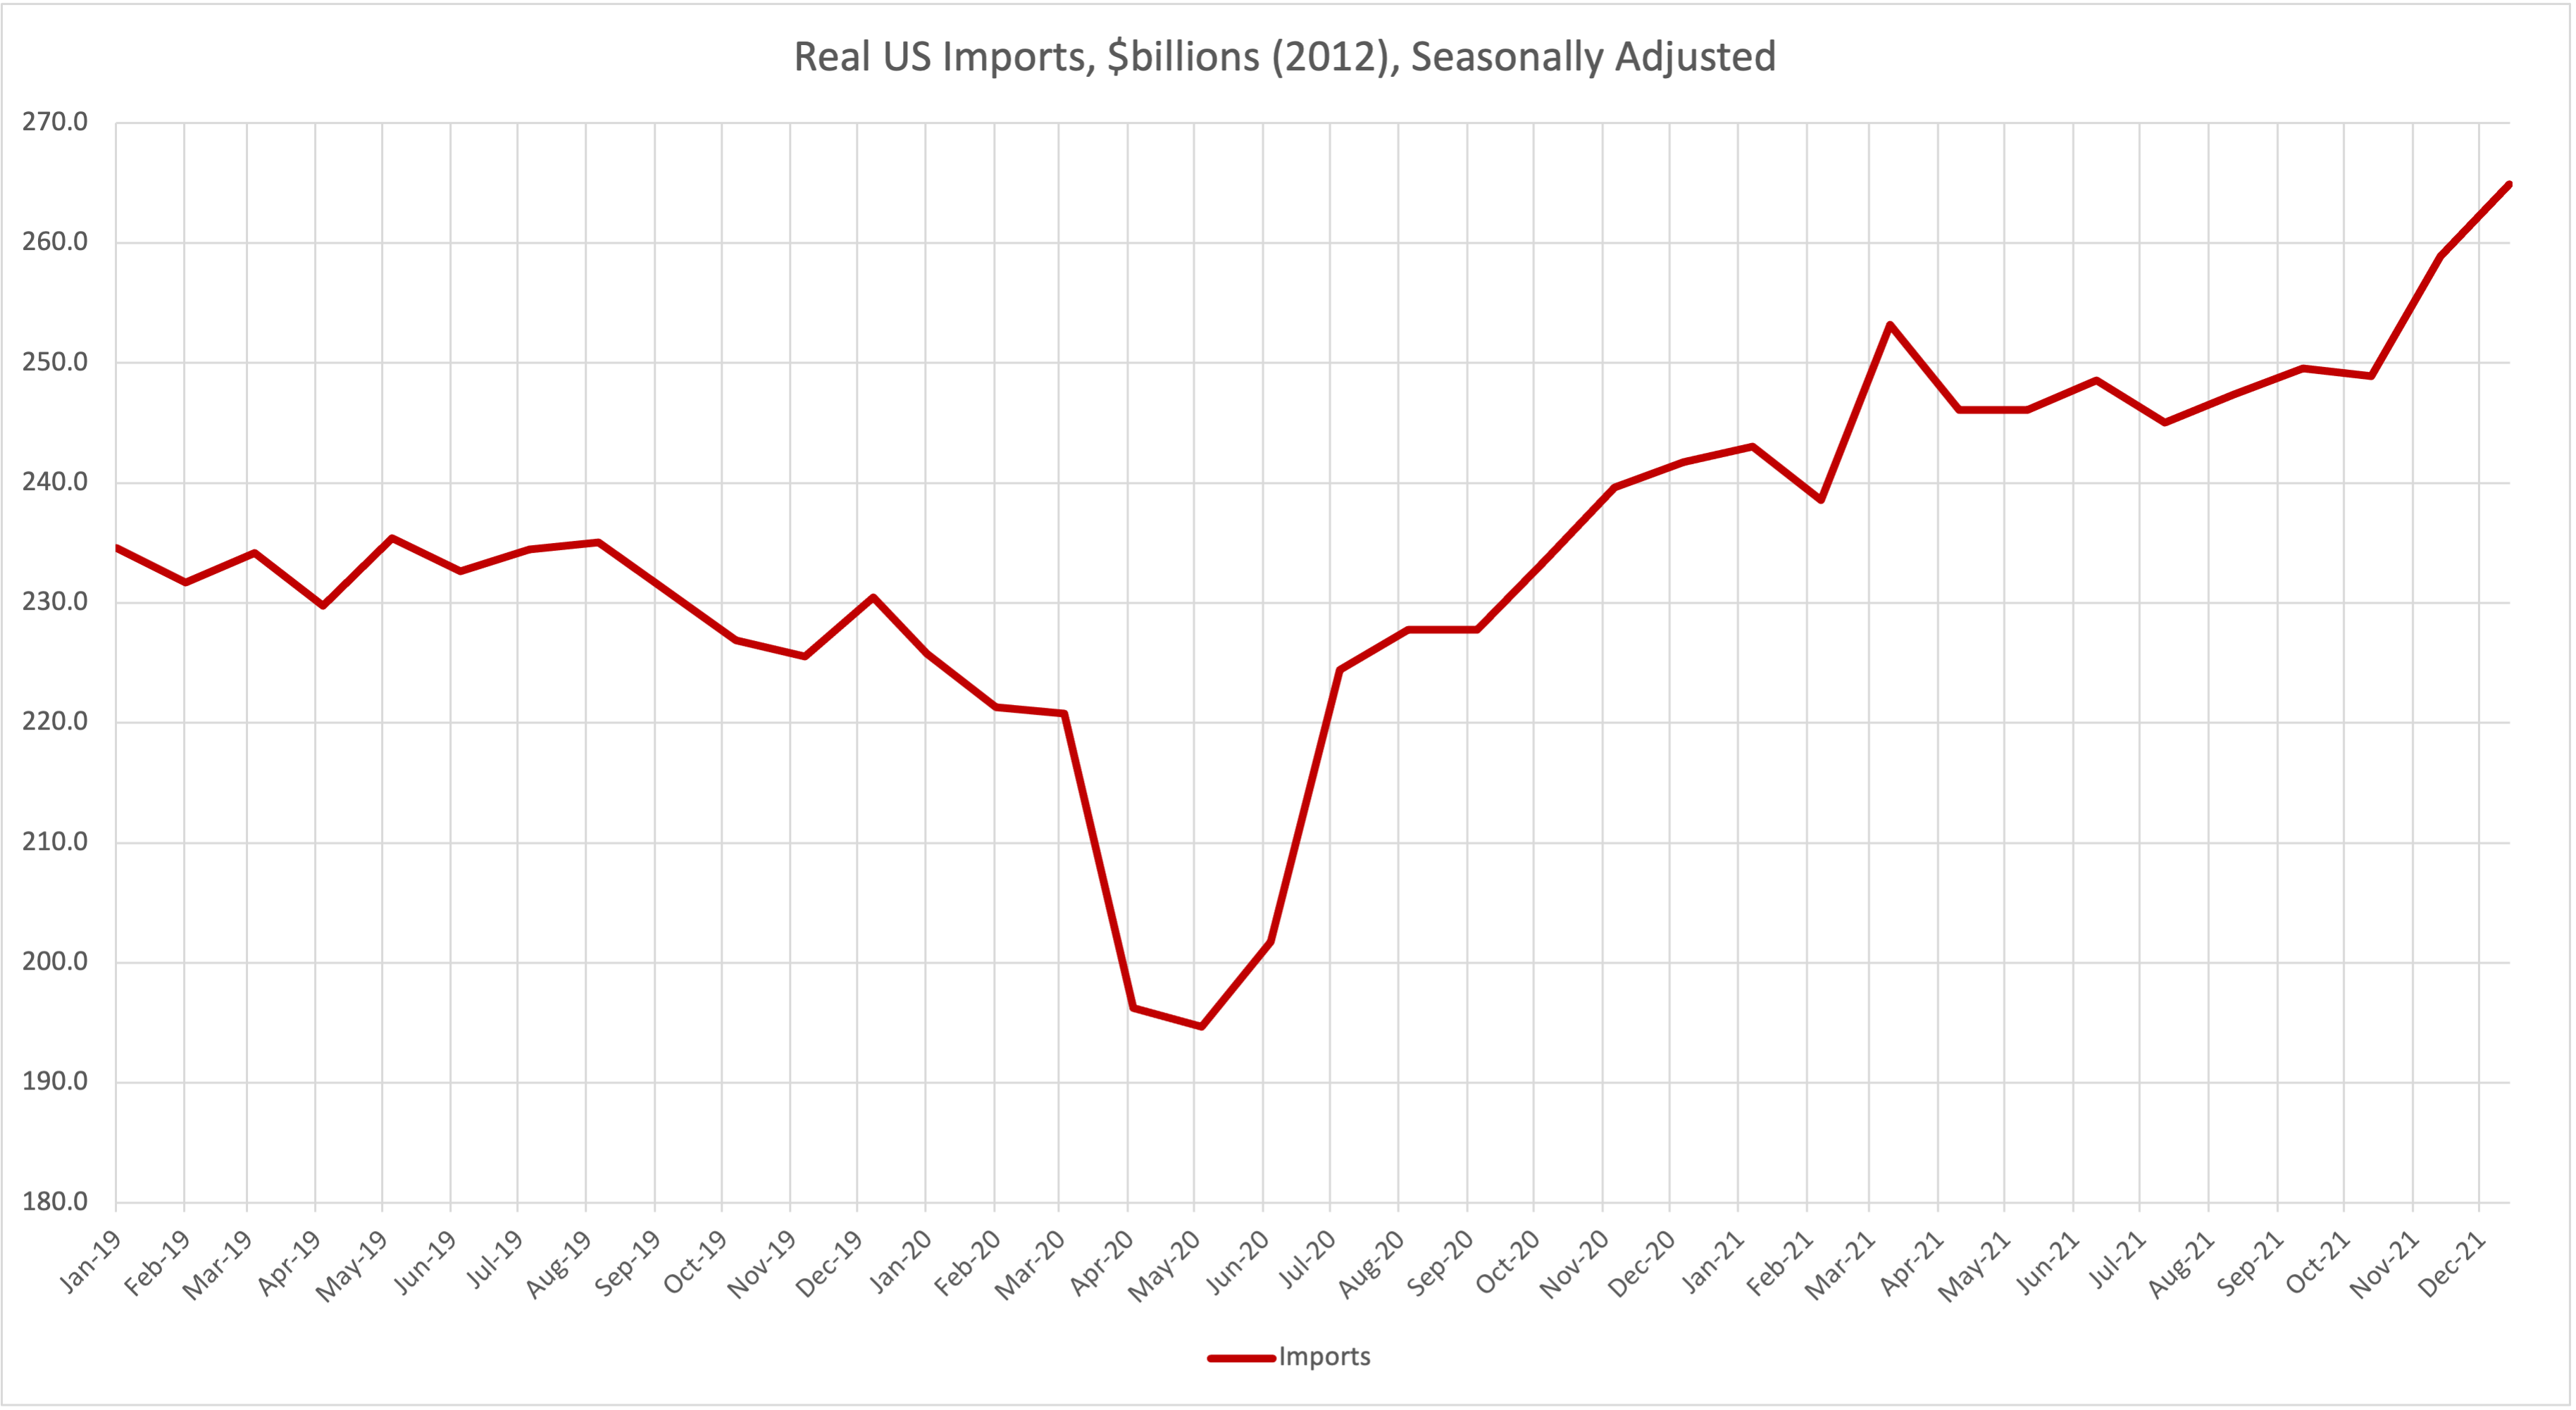 Real US Imports, $billions (2012), Seasonally Adjusted
270.0
260.0
250.0
240.0
230.0
220.0
210.0
200.0
190.0
180.0
Jan-19
Feb-19
Mar-19
Apr-19
May-19
Jun-19
Jul-19
Aug-19
Sep-19
Oct-19
Nov-19
Dec-19
Jan-20
Feb-20
Mar-20
Apr-20
May-20
Jun-20
Jul-20
Aug-20
Sep-20
Oct-20
Nov-20
Dec-20
Jan-21
Feb-21
Mar-21
Apr-21
May-21
Jun-21
Jul-21
Aug-21
Sep-21
Oct-21
Nov-21
Dec-21
Imports